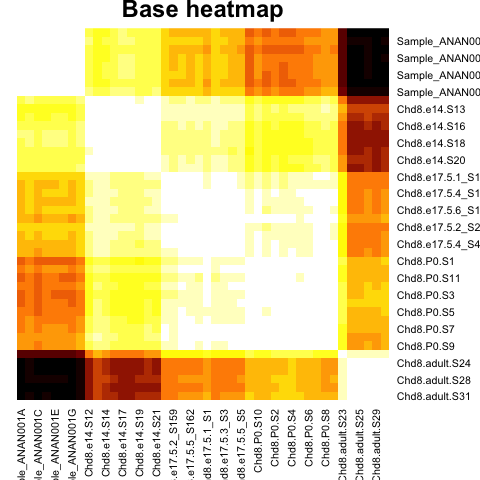 Base heatmap
Sample_ANAN00
Sample_ANAN00
Sample_ANAN00
Sample_ANAN00
Chd8.e14.S13
Chd8.e14.S16
Chd8.e14.S18
Chd8.e14.S20
Chd8.e17.5.1_S1
Chd8.e17.5.4_S1
Chd8.e17.5.6_S1
Chd8.e17.5.2_S2
Chd8.e17.5.4_S4
Chd8.P0.S1
Chd8.P0.S11
Chd8.P0.S3
Chd8.P0.S5
Chd8.P0.S7
Chd8.P0.S9
Chd8.adult.S24
Chd8.adult.S28
Chd8.adult.S31
ple_ANAN001A
ple_ANAN001C
ple_ANAN001E
ple_ANAN001G
Chd8.e14.S12
Chd8.e14.S14
Chd8.e14.S17
Chd8.e14.S19
Chd8.e14.S21
.e17.5.2_S159
.e17.5.5_S162
d8.e17.5.1_S1
d8.e17.5.3_S3
d8.e17.5.5_S5
Chd8.P0.S10
Chd8.P0.S2
Chd8.P0.S4
Chd8.P0.S6
Chd8.P0.S8
Chd8.adult.S23
Chd8.adult.S25
Chd8.adult.S29